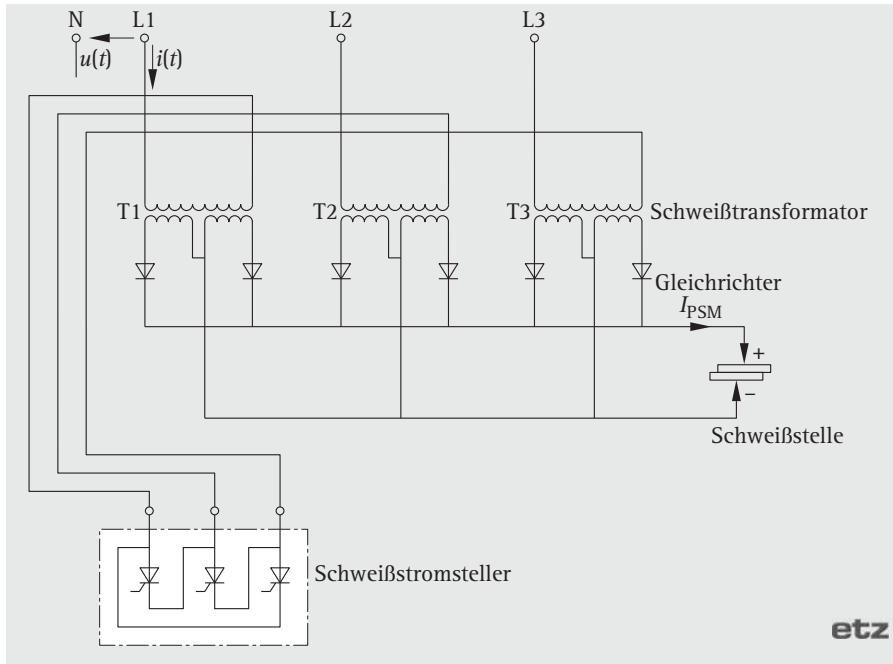 N L1 L2 L3
u(t) i(t)
T1 T2 T3 Schweißtransformator
Gleichrichter
I_PSM
+
−
Schweißstelle
Schweißstromsteller
etz